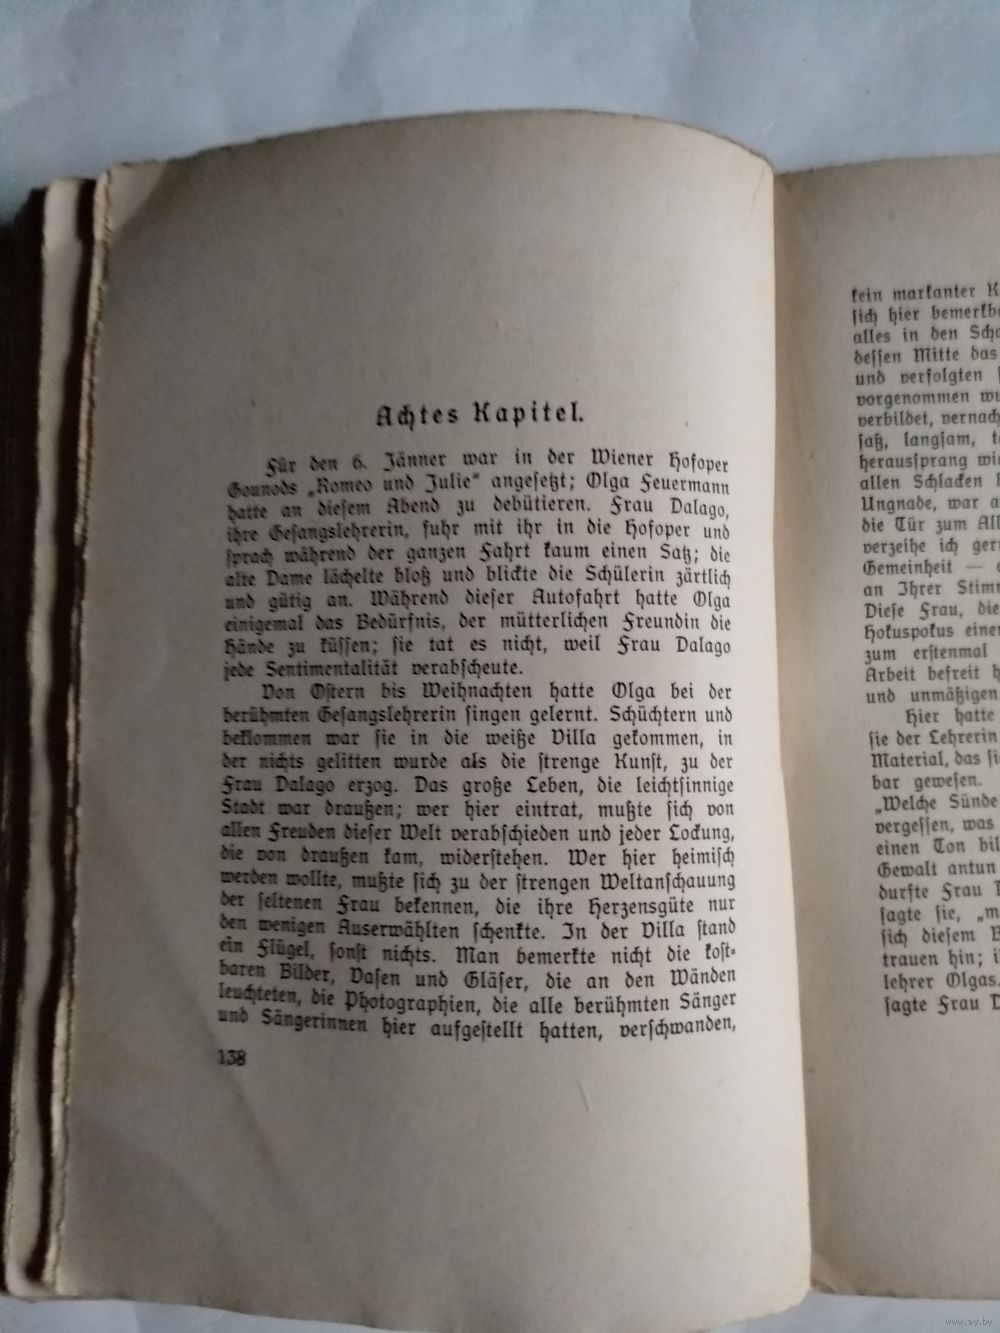 Achtes Kapitel.
Für den 6. Jänner war in der Wiener Hofoper
Gounods „Romeo und Julie“ angesetzt; Olga Feuermann
hatte an diesem Abend zu debütieren. Frau Dalago,
ihre Gesangslehrerin, fuhr mit ihr in die Hofoper und
sprach während der ganzen Fahrt kaum einen Satz; die
alte Dame lächelte bloß und blickte die Schülerin zärtlich
und gütig an. Während dieser Autofahrt hatte Olga
einigemal das Bedürfnis, der mütterlichen Freundin die
Hände zu küssen; sie tat es nicht, weil Frau Dalago
jede Sentimentalität verabscheute.
Von Ostern bis Weihnachten hatte Olga bei der
berühmten Gesangslehrerin singen gelernt. Schüchtern und
beklommen war sie in die weiße Villa gekommen, in
der nichts gelitten wurde als die strenge Kunst, zu der
Frau Dalago erzog. Das große Leben, die leichtsinnige
Stadt war draußen; wer hier eintrat, mußte sich von
allen Freuden dieser Welt verabschieden und jeder Lockung,
die von draußen kam, widerstehen. Wer hier heimisch
werden wollte, mußte sich zu der strengen Weltanschauung
der seltenen Frau bekennen, die ihre Herzensgüte nur
den wenigen Auserwählten schenkte. In der Villa stand
ein Flügel, sonst nichts. Man bemerkte nicht die kost-
baren Bilder, Vasen und Gläser, die an den Wänden
leuchteten, die Photographien, die alle berühmten Sänger
und Sängerinnen hier aufgestellt hatten, verschwanden,
138
kein markanter
sich hier
alles in den
dessen Mitte das
und verfolgten
vorgenommen
verbildet,
saß, langsam,
heraussprang
allen Schlacken
Ungnade, war
die Tür zum
verzeihe ich
Gemeinheit —
an Ihrer
Diese Frau, die
Hokuspokus
zum erstenmal
Arbeit befreit
und unmäßigen
Hier hatte
sie der Lehrerin
Material, das
bar gewesen.
„Welche Sünde
vergessen, was
einen Ton
Gewalt antun
durfte Frau
sagte sie,
sich diesem
trauen hin;
lehrer Olgas.
sagte Frau
www.ay.by